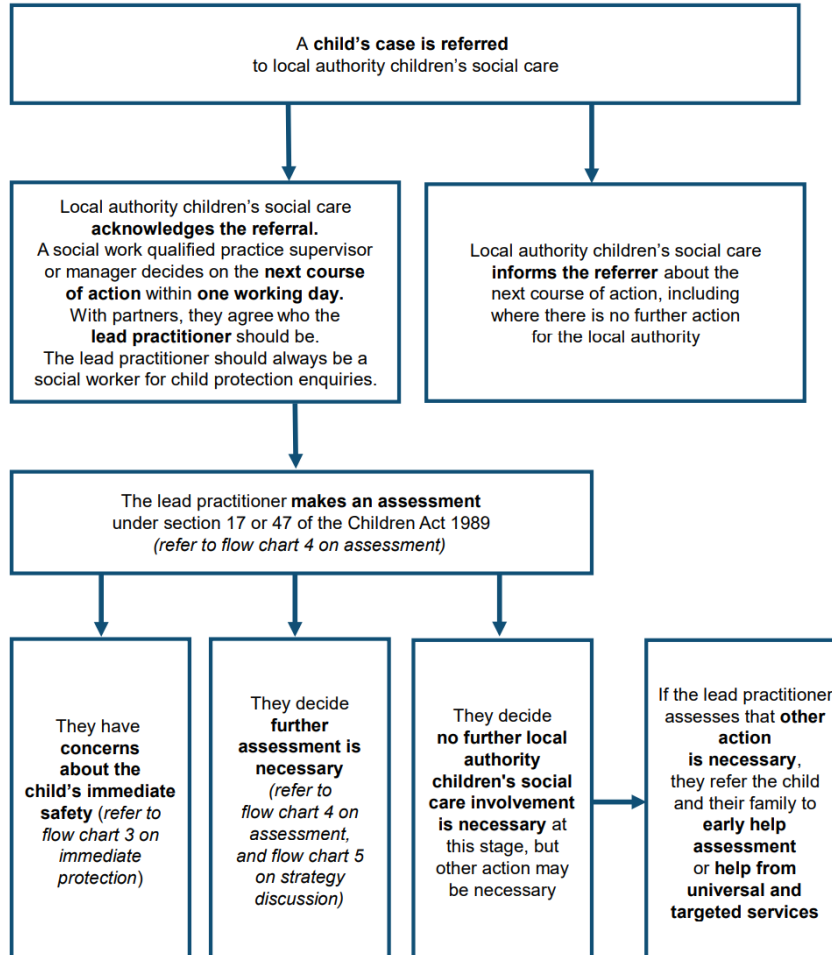 A child's case is referred
to local authority children's social care
Local authority children's social care
acknowledges the referral.
A social work qualified practice supervisor
or manager decides on the next course
of action within one working day.
With partners, they agree who the
lead practitioner should be.
The lead practitioner should always be a
social worker for child protection enquiries.
Local authority children's social care
informs the referrer about the
next course of action, including
where there is no further action
for the local authority
The lead practitioner makes an assessment
under section 17 or 47 of the Children Act 1989
(refer to flow chart 4 on assessment)
They have
concerns
about the
child's immediate
safety (refer to
flow chart 3 on
immediate
protection)
They decide
further
assessment is
necessary
(refer to
flow chart 4 on
assessment,
and flow chart 5
on strategy
discussion)
They decide
no further local
authority
children's social
care involvement
is necessary at
this stage, but
other action may
be necessary
If the lead practitioner
assesses that other
action
is necessary,
they refer the child
and their family to
early help
assessment
or help from
universal and
targeted services